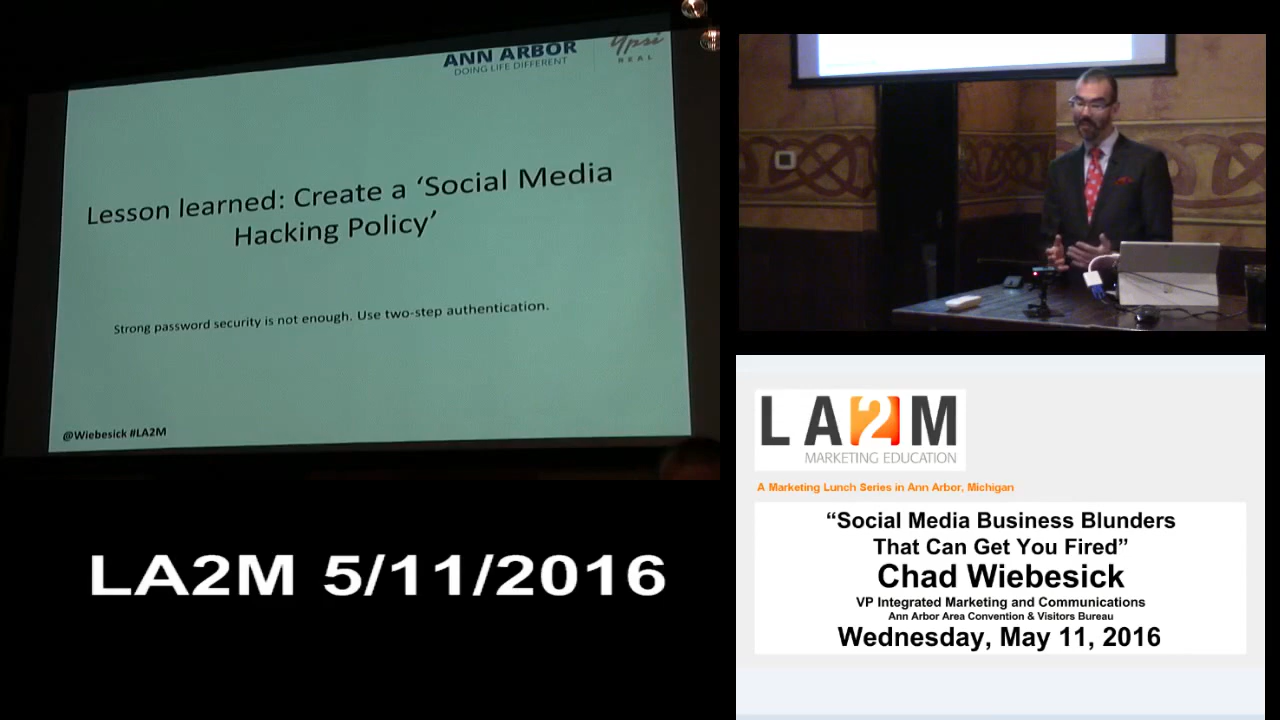 ANN ARBOR
DOING LIFE DIFFERENT
Ypsi
REAL
Lesson learned: Create a ‘Social Media
Hacking Policy’
Strong password security is not enough. Use two-step authentication.
@Wiebesick #LA2M
LA2M 5/11/2016
LA2M
MARKETING EDUCATION
A Marketing Lunch Series in Ann Arbor, Michigan
“Social Media Business Blunders
That Can Get You Fired”
Chad Wiebesick
VP Integrated Marketing and Communications
Ann Arbor Area Convention & Visitors Bureau
Wednesday, May 11, 2016